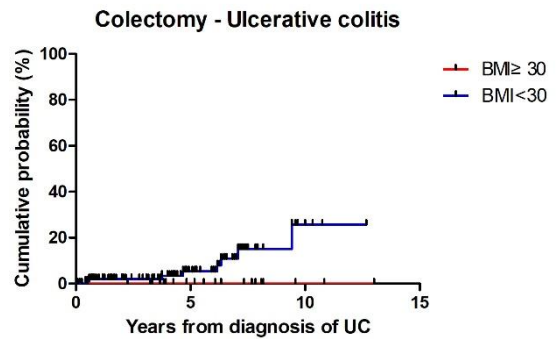 Colectomy - Ulcerative colitis
Cumulative probability (%)
100
80
60
40
20
0
0 5 10 15
Years from diagnosis of UC
BMI≥ 30
BMI<30